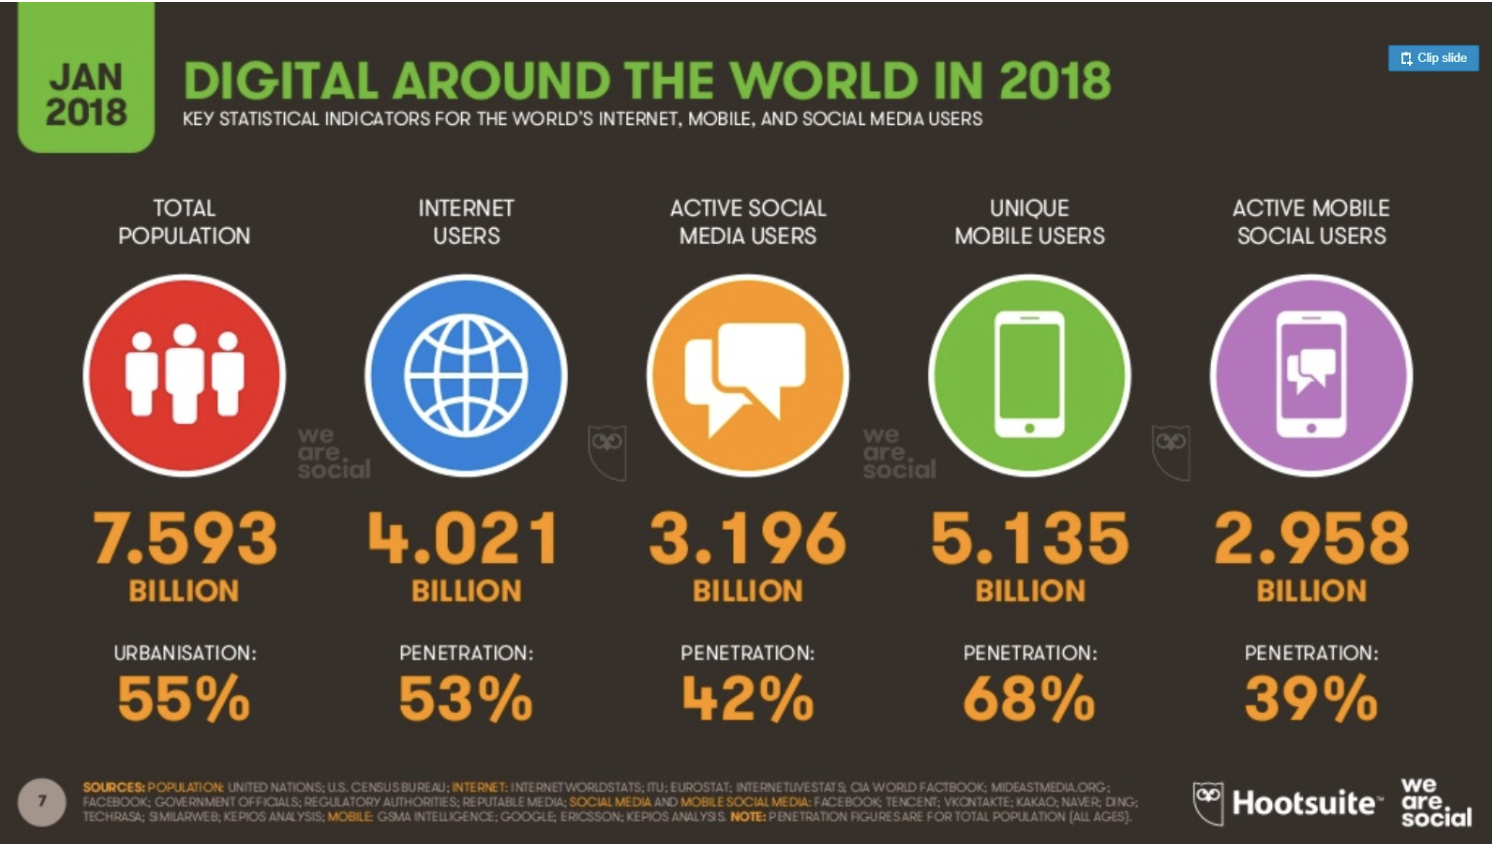 JAN
2018
DIGITAL AROUND THE WORLD IN 2018
KEY STATISTICAL INDICATORS FOR THE WORLD'S INTERNET, MOBILE, AND SOCIAL MEDIA USERS
Clip slide
TOTAL
POPULATION
7.593
BILLION
URBANISATION:
55%
INTERNET
USERS
4.021
BILLION
PENETRATION:
53%
ACTIVE SOCIAL
MEDIA USERS
3.196
BILLION
PENETRATION:
42%
UNIQUE
MOBILE USERS
5.135
BILLION
PENETRATION:
68%
ACTIVE MOBILE
SOCIAL USERS
2.958
BILLION
PENETRATION:
39%
we
are
social
we
are
social
7
SOURCES: POPULATION: UNITED NATIONS; U.S. CENSUS BUREAU; INTERNET: INTERNETWORLDSTATS; ITU; EUROSTAT; INTERNETLIVESTATS; CIA WORLD FACTBOOK; MIDEASTMEDIA.ORG;
FACEBOOK; GOVERNMENT OFFICIALS; REGULATORY AUTHORITIES; REPUTABLE MEDIA; SOCIAL MEDIA AND MOBILE SOCIAL MEDIA: FACEBOOK; TENCENT; VKONTAKTE; KAKAO; NAVER; DING;
TECHRASA; SIMILARWEB; KEPIOS ANALYSIS; MOBILE: GSMA INTELLIGENCE; GOOGLE; ERICSSON; KEPIOS ANALYSIS. NOTE: PENETRATION FIGURES ARE FOR TOTAL POPULATION (ALL AGES).
Hootsuite™
we
are
social